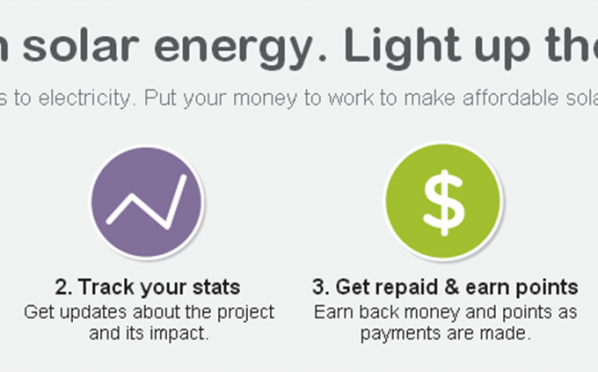 solar energy. Light up
to electricity. Put your money to work to make affordable
$
2. Track your stats
Get updates about the project
and its impact.
3. Get repaid & earn points
Earn back money and points as
payments are made.